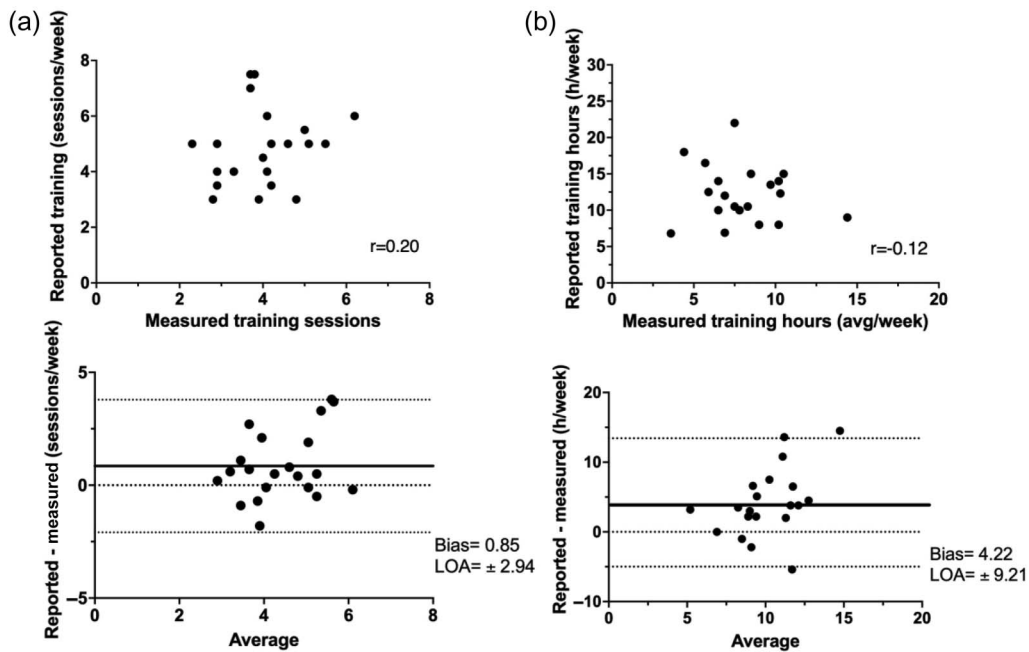 (a)
Reported training (sessions/week)
8
6
4
2
0
0 2 4 6 8
r=0.20
Measured training sessions
Reported - measured (sessions/week)
5
0
–5
0 2 4 6 8
Bias= 0.85
LOA= ± 2.94
Average
(b)
Reported training hours (h/week)
30
25
20
15
10
5
0
0 5 10 15 20
r=-0.12
Measured training hours (avg/week)
Reported - measured (h/week)
20
10
0
–10
0 5 10 15 20
Bias= 4.22
LOA= ± 9.21
Average